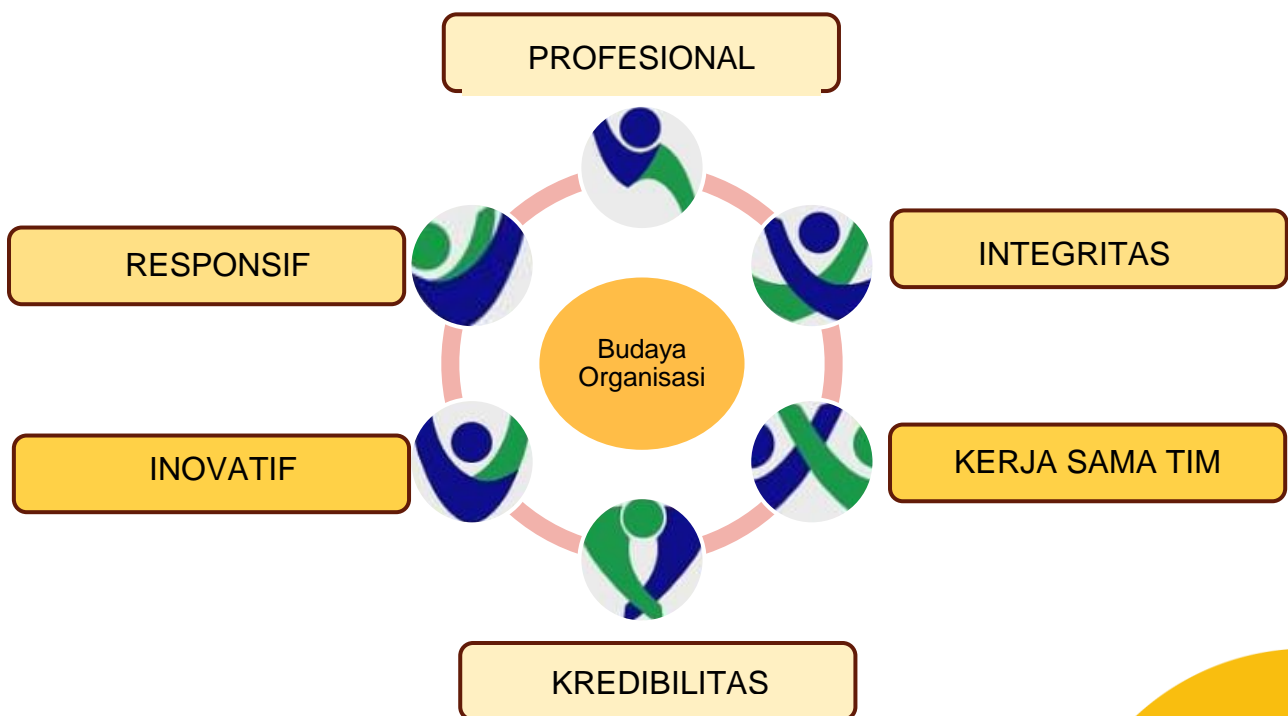 PROFESIONAL
RESPONSIF
INTEGRITAS
Budaya
Organisasi
INOVATIF
KERJA SAMA TIM
KREDIBILITAS